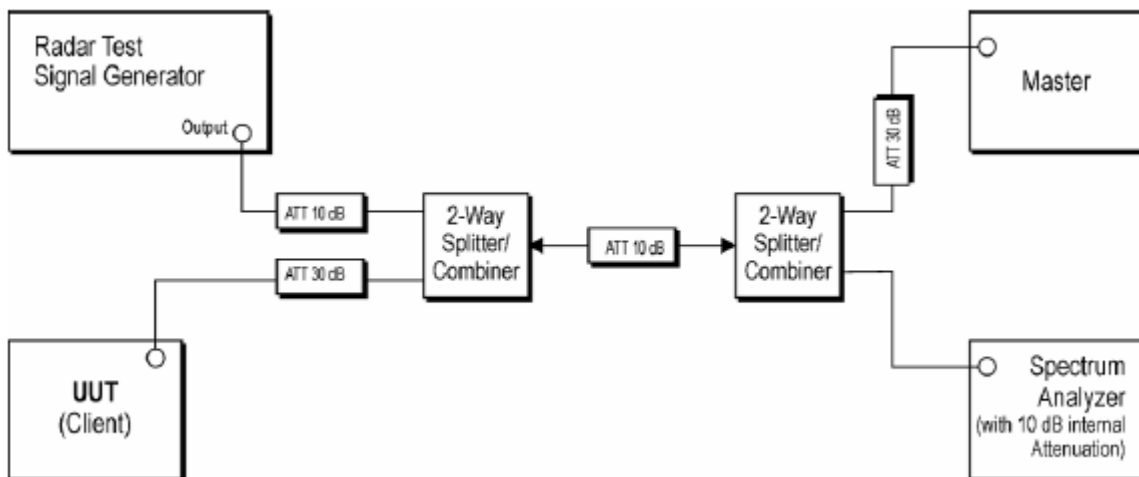 Radar Test
Signal Generator
Output
ATT 10 dB
ATT 30 dB
2-Way
Splitter/
Combiner
ATT 10 dB
2-Way
Splitter/
Combiner
ATT 30 dB
Master
UUT
(Client)
Spectrum
Analyzer
(with 10 dB internal
Attenuation)